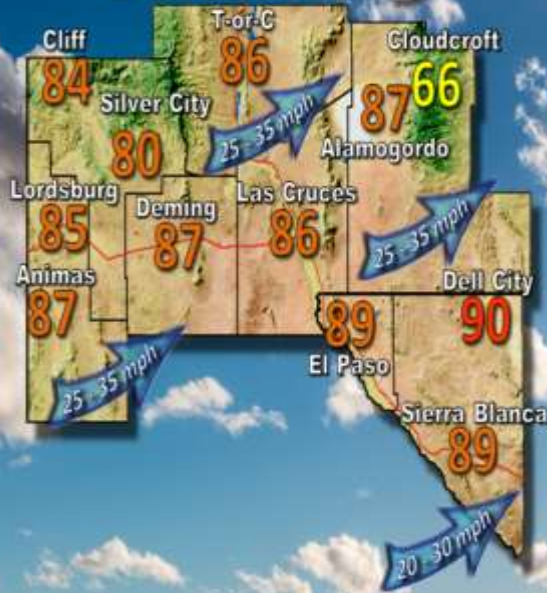 T-or-C
86
Cliff
84
Cloudcroft
66
25 - 35 mph
87
Alamogordo
Silver City
80
Lordsburg
85
Deming
87
Las Cruces
86
25 - 35 mph
Animas
87
Dell City
90
89
El Paso
25 - 35 mph
Sierra Blanca
89
20 - 30 mph